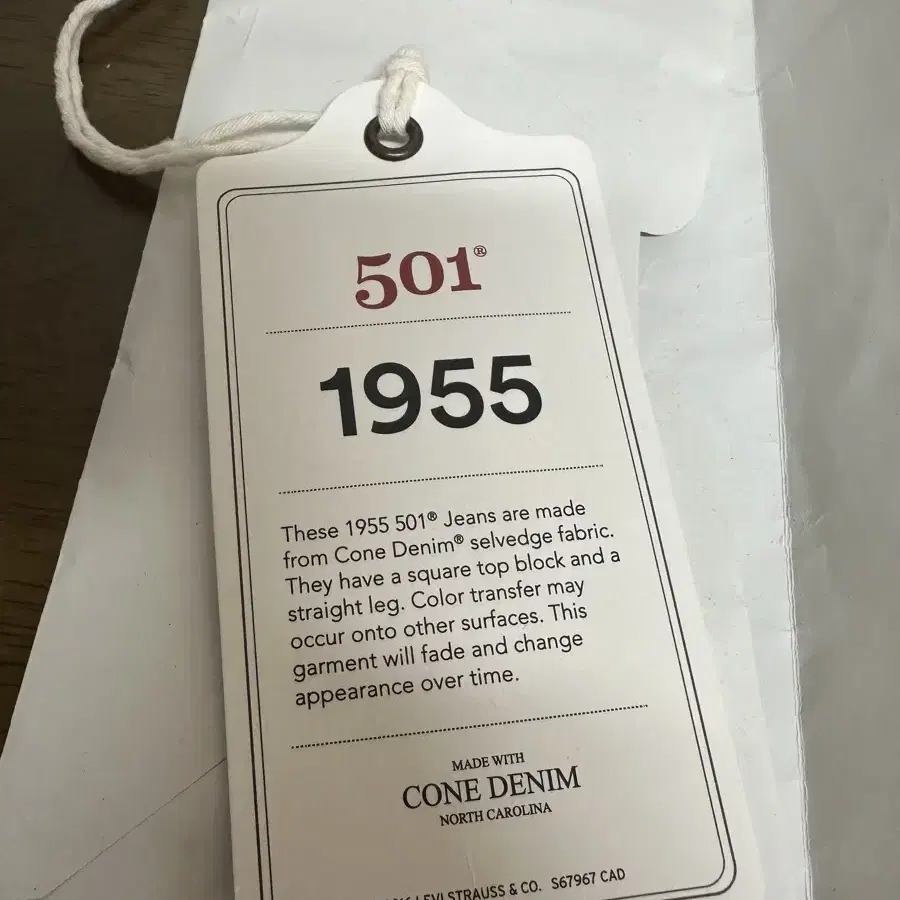 501®
1955
These 1955 501® Jeans are made
from Cone Denim® selvedge fabric.
They have a square top block and a
straight leg. Color transfer may
occur onto other surfaces. This
garment will fade and change
appearance over time.
MADE WITH
CONE DENIM
NORTH CAROLINA
LEVI STRAUSS & CO. S67967 CAD